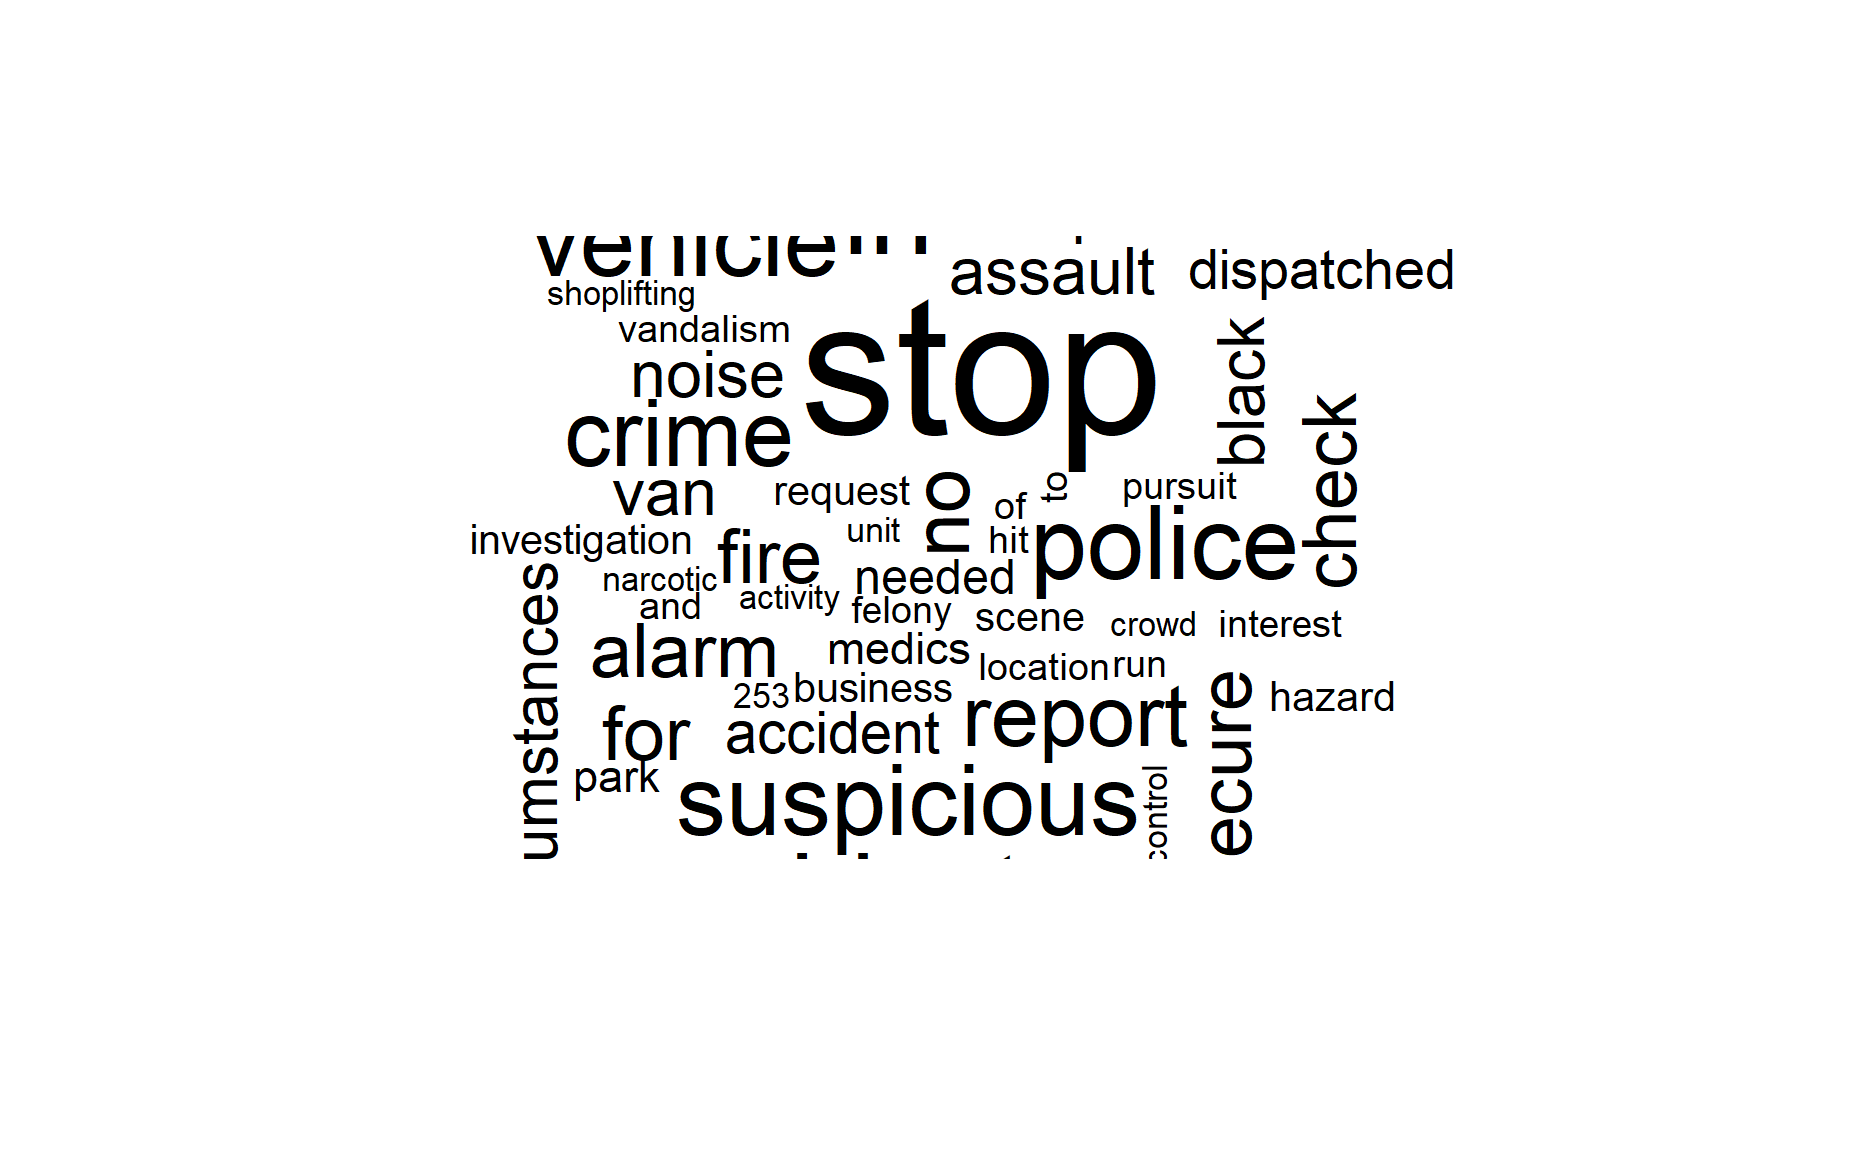 vehicle
assault
dispatched
shoplifting
vandalism
stop
black
noise
check
crime
van
request
no
of
to
pursuit
investigation
fire
unit
hit
police
narcotic
needed
and
activity
felony
scene
crowd
interest
umstances
alarm
medics
location
run
253
business
report
ecure
hazard
for
accident
park
suspicious
control